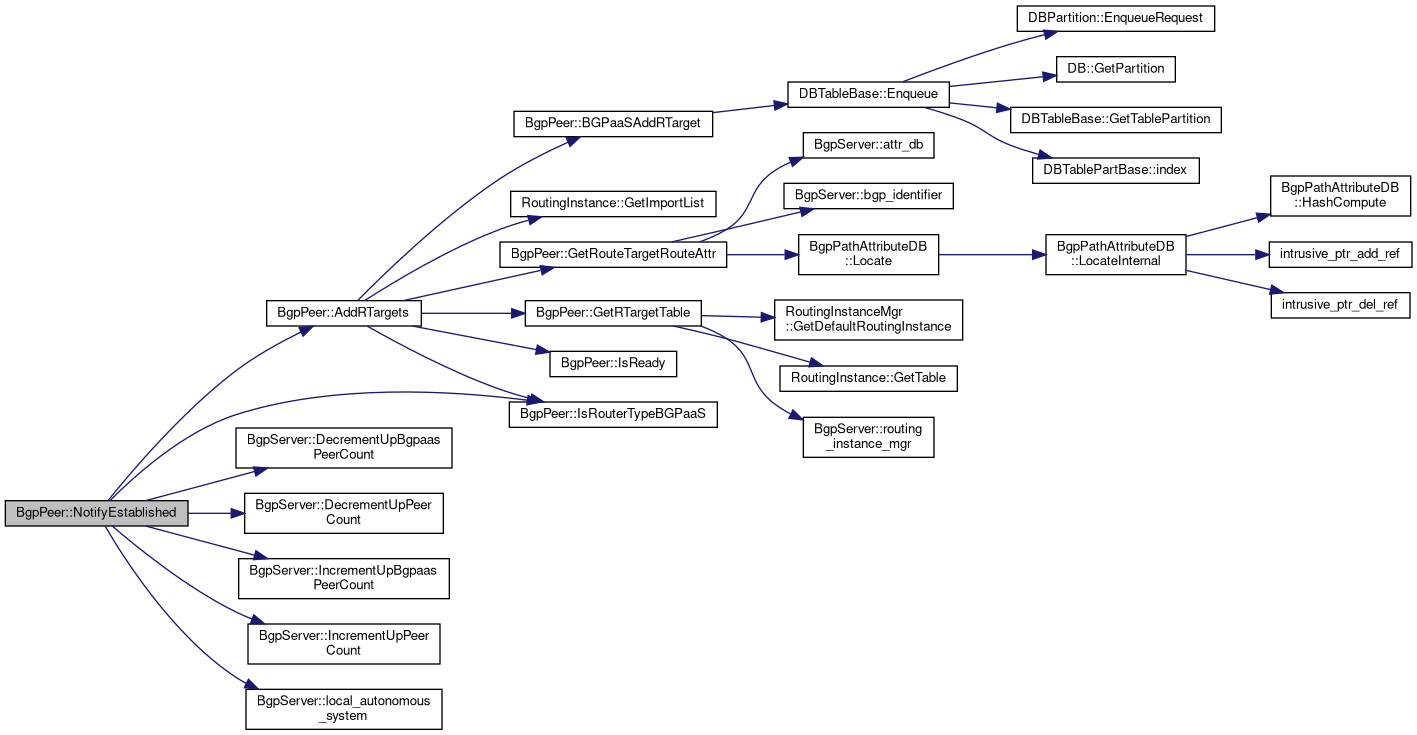 BgpPeer::NotifyEstablished
BgpPeer::AddRTargets
BgpPeer::BGPaaSAddRTarget
DBTableBase::Enqueue
DBPartition::EnqueueRequest
DB::GetPartition
DBTableBase::GetTablePartition
DBTablePartBase::index
RoutingInstance::GetImportList
BgpPeer::GetRouteTargetRouteAttr
BgpServer::attr_db
BgpServer::bgp_identifier
BgpPathAttributeDB
::Locate
BgpPathAttributeDB
::LocateInternal
BgpPathAttributeDB
::HashCompute
intrusive_ptr_add_ref
intrusive_ptr_del_ref
BgpPeer::GetRTargetTable
RoutingInstanceMgr
::GetDefaultRoutingInstance
RoutingInstance::GetTable
BgpServer::routing
_instance_mgr
BgpPeer::IsReady
BgpPeer::IsRouterTypeBGPaaS
BgpServer::DecrementUpBgpaas
PeerCount
BgpServer::DecrementUpPeer
Count
BgpServer::IncrementUpBgpaas
PeerCount
BgpServer::IncrementUpPeer
Count
BgpServer::local_autonomous
_system